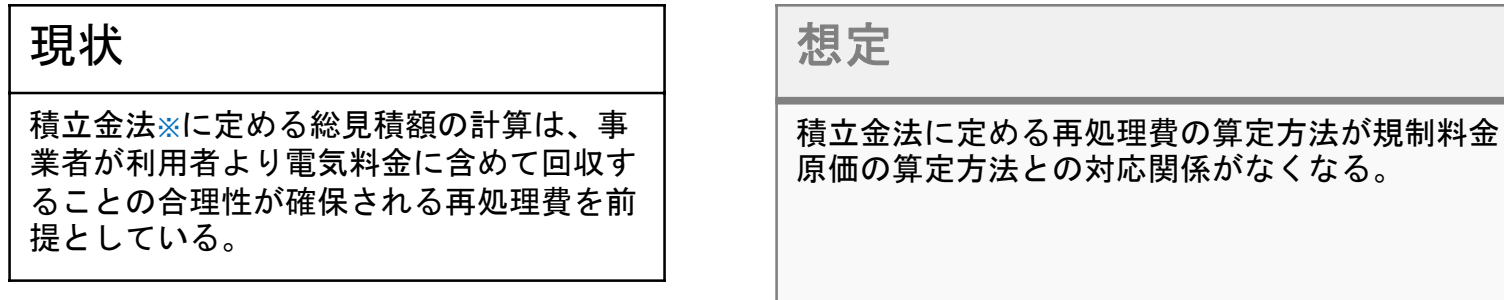 現状
積立金法※に定める総見積額の計算は、事
業者が利用者より電気料金に含めて回収す
ることの合理性が確保される再処理費を前
提としている。
想定
積立金法に定める再処理費の算定方法が規制料金
原価の算定方法との対応関係がなくなる。